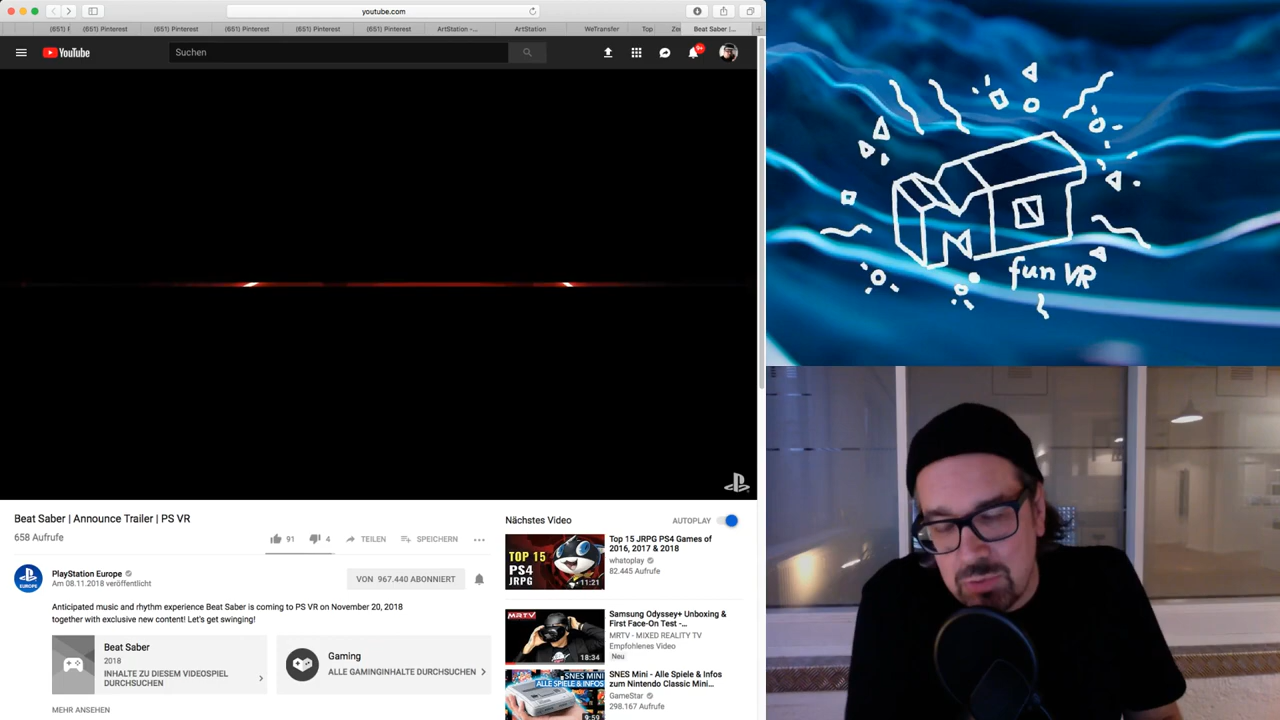 youtube.com
(651) Pinterest
(651) Pinterest
(651) Pinterest
(651) Pinterest
(651) Pinterest
ArtStation -...
ArtStation
WeTransfer
Top
Beat Saber |...
YouTube
Suchen
9+
fun VR
Beat Saber | Announce Trailer | PS VR
658 Aufrufe
91
4
TEILEN
SPEICHERN
PlayStation Europe
Am 08.11.2018 veröffentlicht
EUROPE
VON 967.440 ABONNIERT
Anticipated music and rhythm experience Beat Saber is coming to PS VR on November 20, 2018
together with exclusive new content! Let's get swinging!
Beat Saber
2018
INHALTE ZU DIESEM VIDEOSPIEL
DURCHSUCHEN
Gaming
ALLE GAMINGINHALTE DURCHSUCHEN
MEHR ANSEHEN
Nächstes Video
AUTOPLAY
TOP 15
PS4
JRPG
11:21
Top 15 JRPG PS4 Games of
2016, 2017 & 2018
whatoplay
82.445 Aufrufe
MRTV
18:34
Samsung Odyssey+ Unboxing &
First Face-On Test -...
MRTV - MIXED REALITY TV
Empfohlenes Video
Neu
SNES MINI
ALLE SPIELE & INFOS
9:59
SNES Mini - Alle Spiele & Infos
zum Nintendo Classic Mini...
GameStar
298.167 Aufrufe